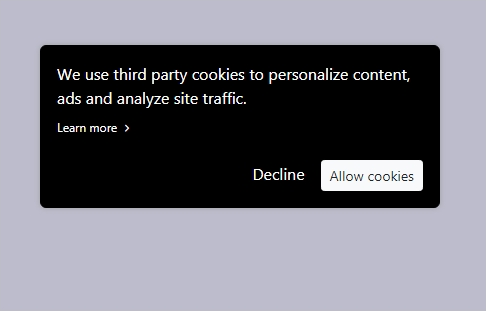 We use third party cookies to personalize content,
ads and analyze site traffic.
Learn more
Decline
Allow cookies